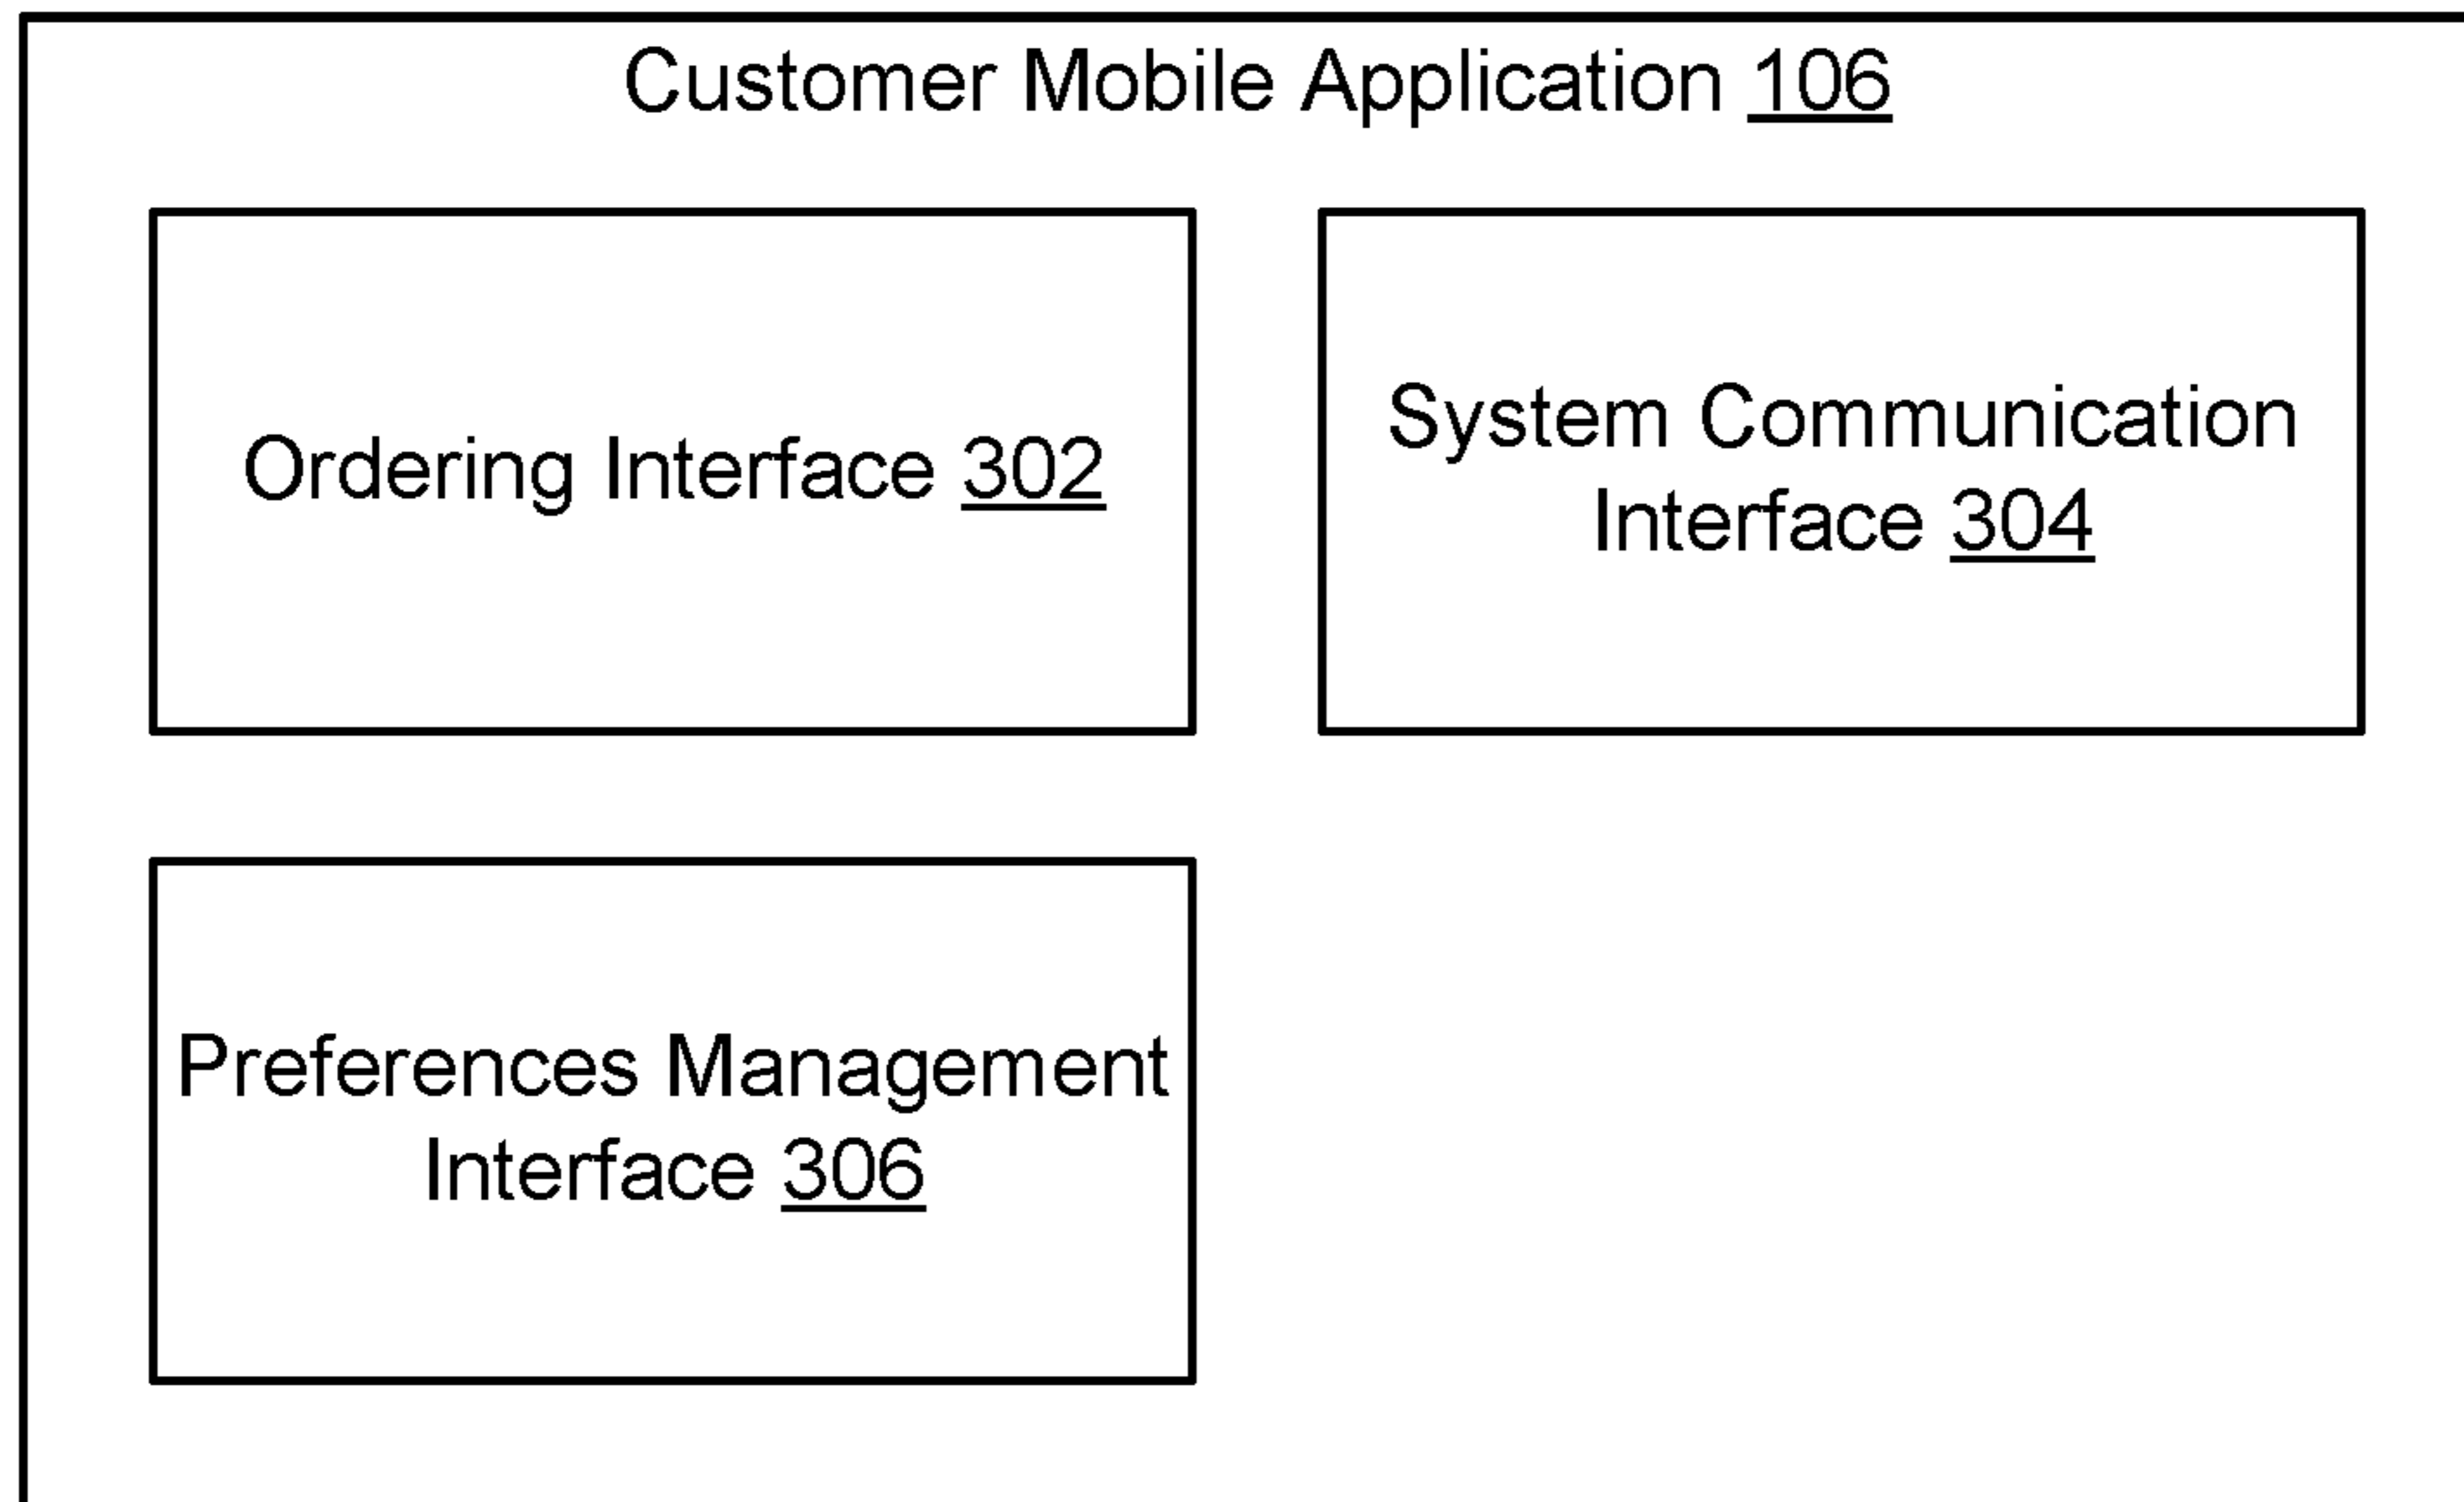 Customer Mobile Application 106
Ordering Interface 302
System Communication
Interface 304
Preferences Management
Interface 306